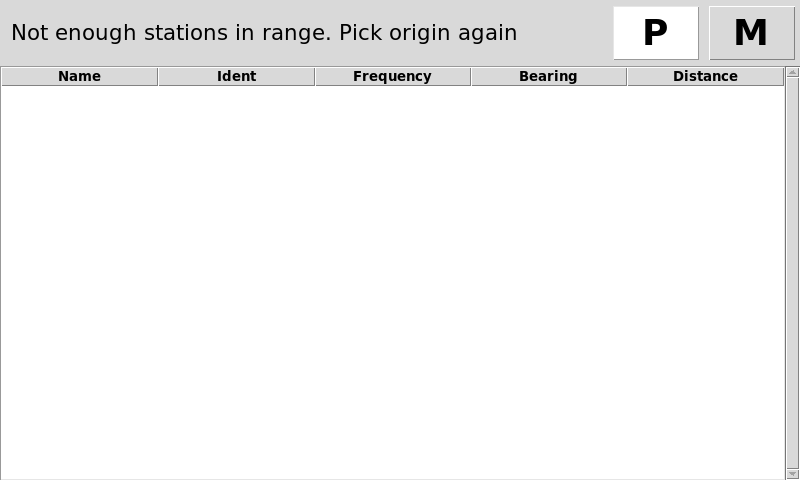 Not enough stations in range. Pick origin again
P
M
Name Ident Frequency Bearing Distance